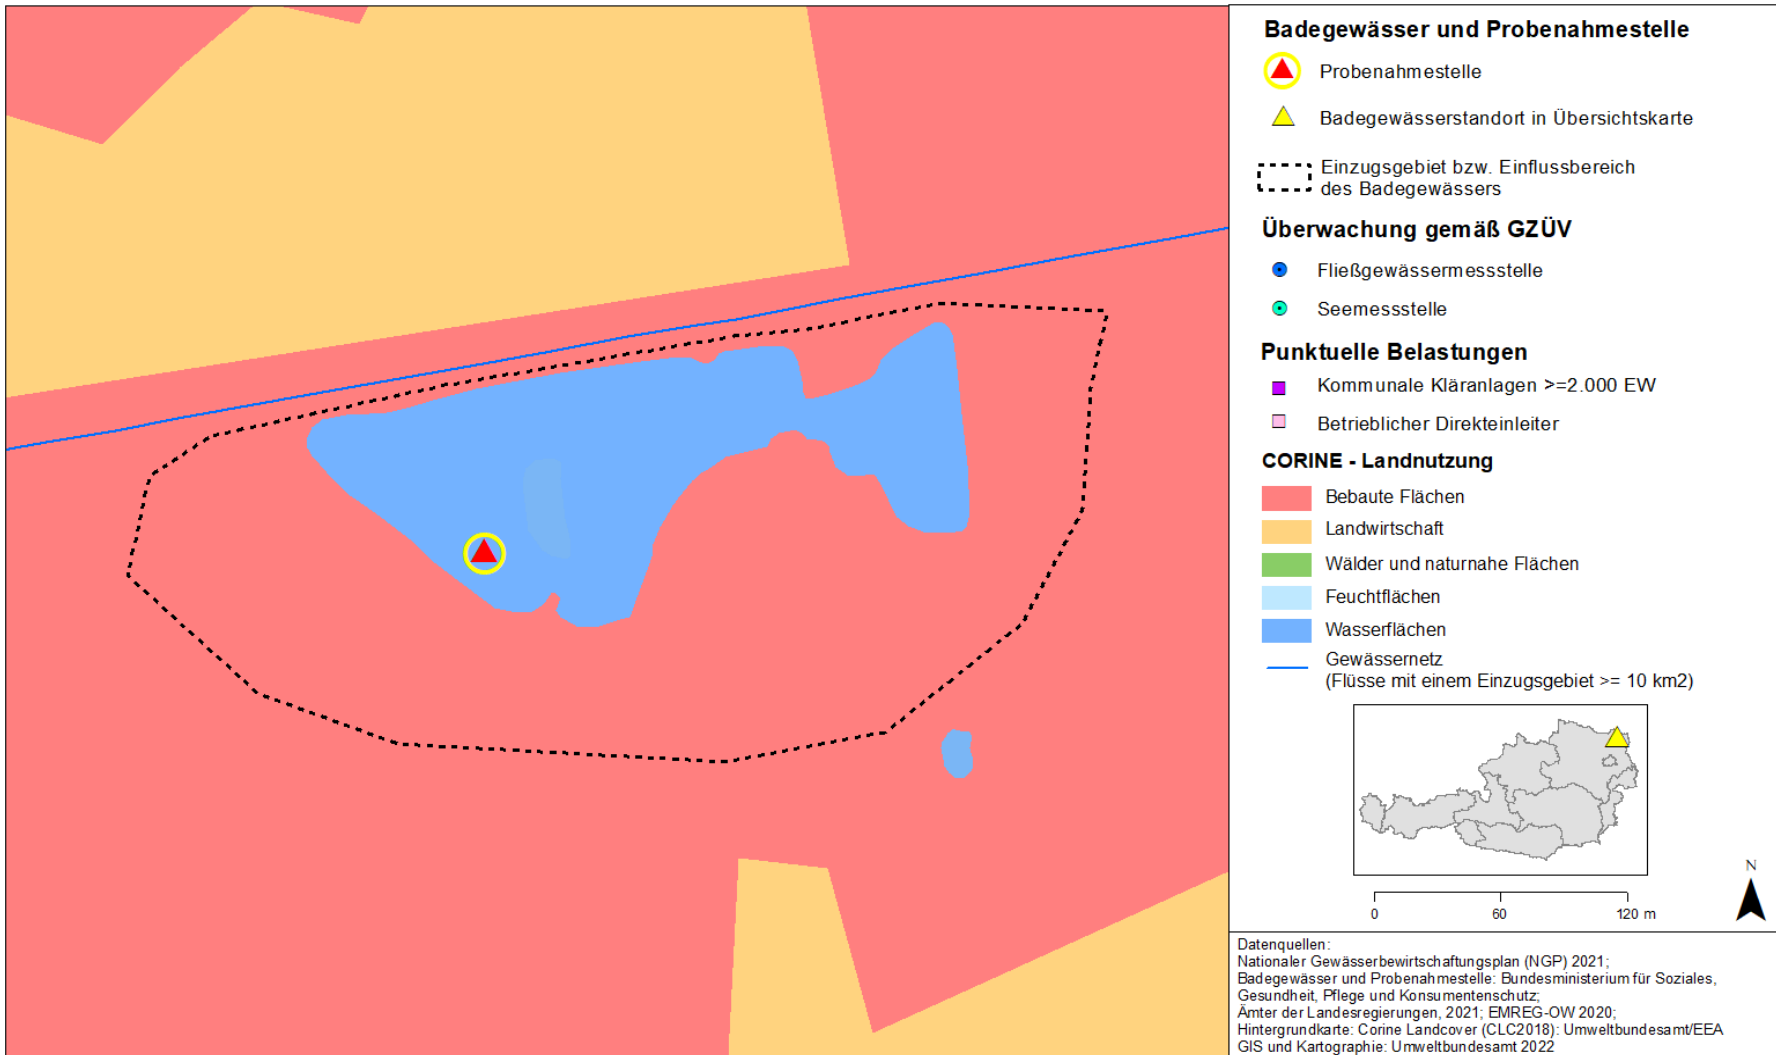 Badegewässer und Probenahmestelle
Probenahmestelle
Badegewässerstandort in Übersichtskarte
Einzugsgebiet bzw. Einflussbereich
des Badegewässers
Überwachung gemäß GZÜV
Fließgewässermessstelle
Seemessstelle
Punktuelle Belastungen
Kommunale Kläranlagen >=2.000 EW
Betrieblicher Direkteinleiter
CORINE - Landnutzung
Bebaute Flächen
Landwirtschaft
Wälder und naturnahe Flächen
Feuchtflächen
Wasserflächen
Gewässernetz
(Flüsse mit einem Einzugsgebiet >= 10 km2)
N
0 60 120 m
Datenquellen:
Nationaler Gewässerbewirtschaftungsplan (NGP) 2021;
Badegewässer und Probenahmestelle: Bundesministerium für Soziales,
Gesundheit, Pflege und Konsumentenschutz;
Ämter der Landesregierungen, 2021; EMREG-OW 2020;
Hintergrundkarte: Corine Landcover (CLC2018): Umweltbundesamt/EEA
GIS und Kartographie: Umweltbundesamt 2022